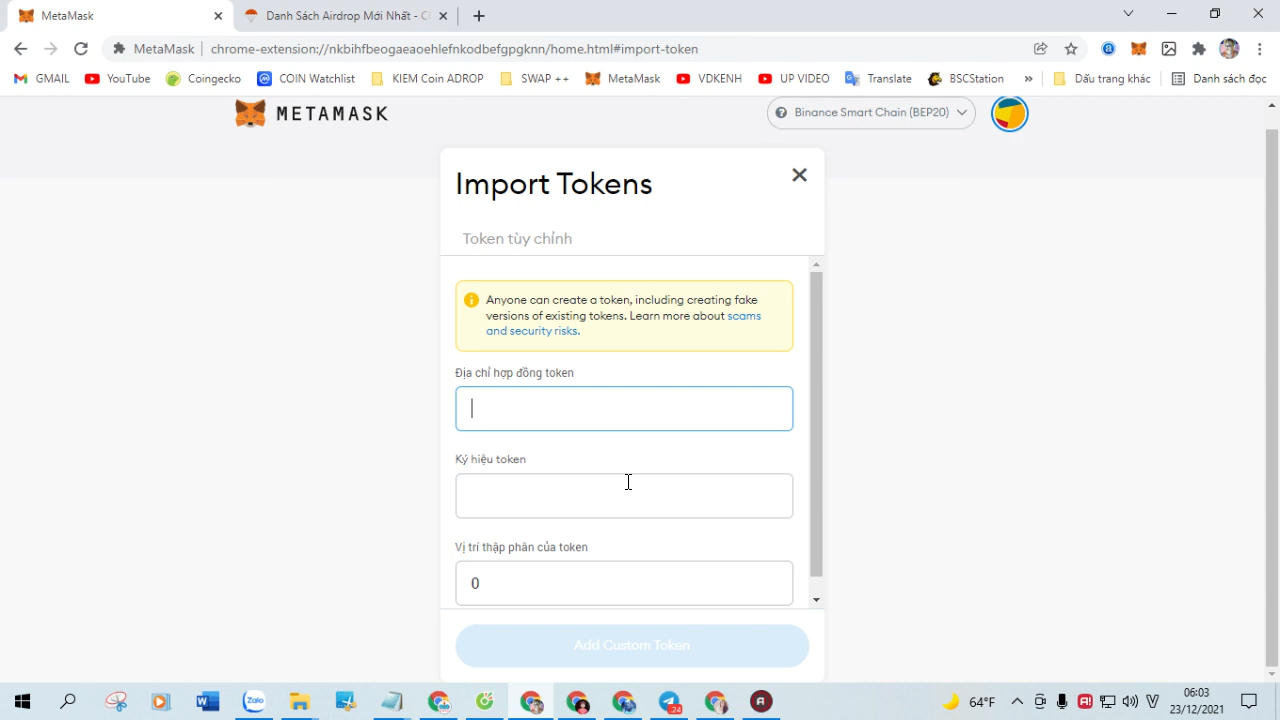 MetaMask
Danh Sách Airdrop Mới Nhất - C
MetaMask
chrome-extension://nkbihfbeogaeaoehlefnkodbefgpgknn/home.html#import-token
GMAIL
YouTube
Coingecko
COIN Watchlist
KIEM Coin ADROP
SWAP ++
MetaMask
VDKENH
UP VIDEO
Translate
BSCStation
»
Dấu trang khác
Danh sách đọc
METAMASK
Binance Smart Chain (BEP20)
Import Tokens
Token tùy chỉnh
Anyone can create a token, including creating fake
versions of existing tokens. Learn more about scams
and security risks.
Địa chỉ hợp đồng token
Ký hiệu token
Vị trí thập phân của token
0
Add Custom Token
Zalo
24
64°F
06:03
23/12/2021